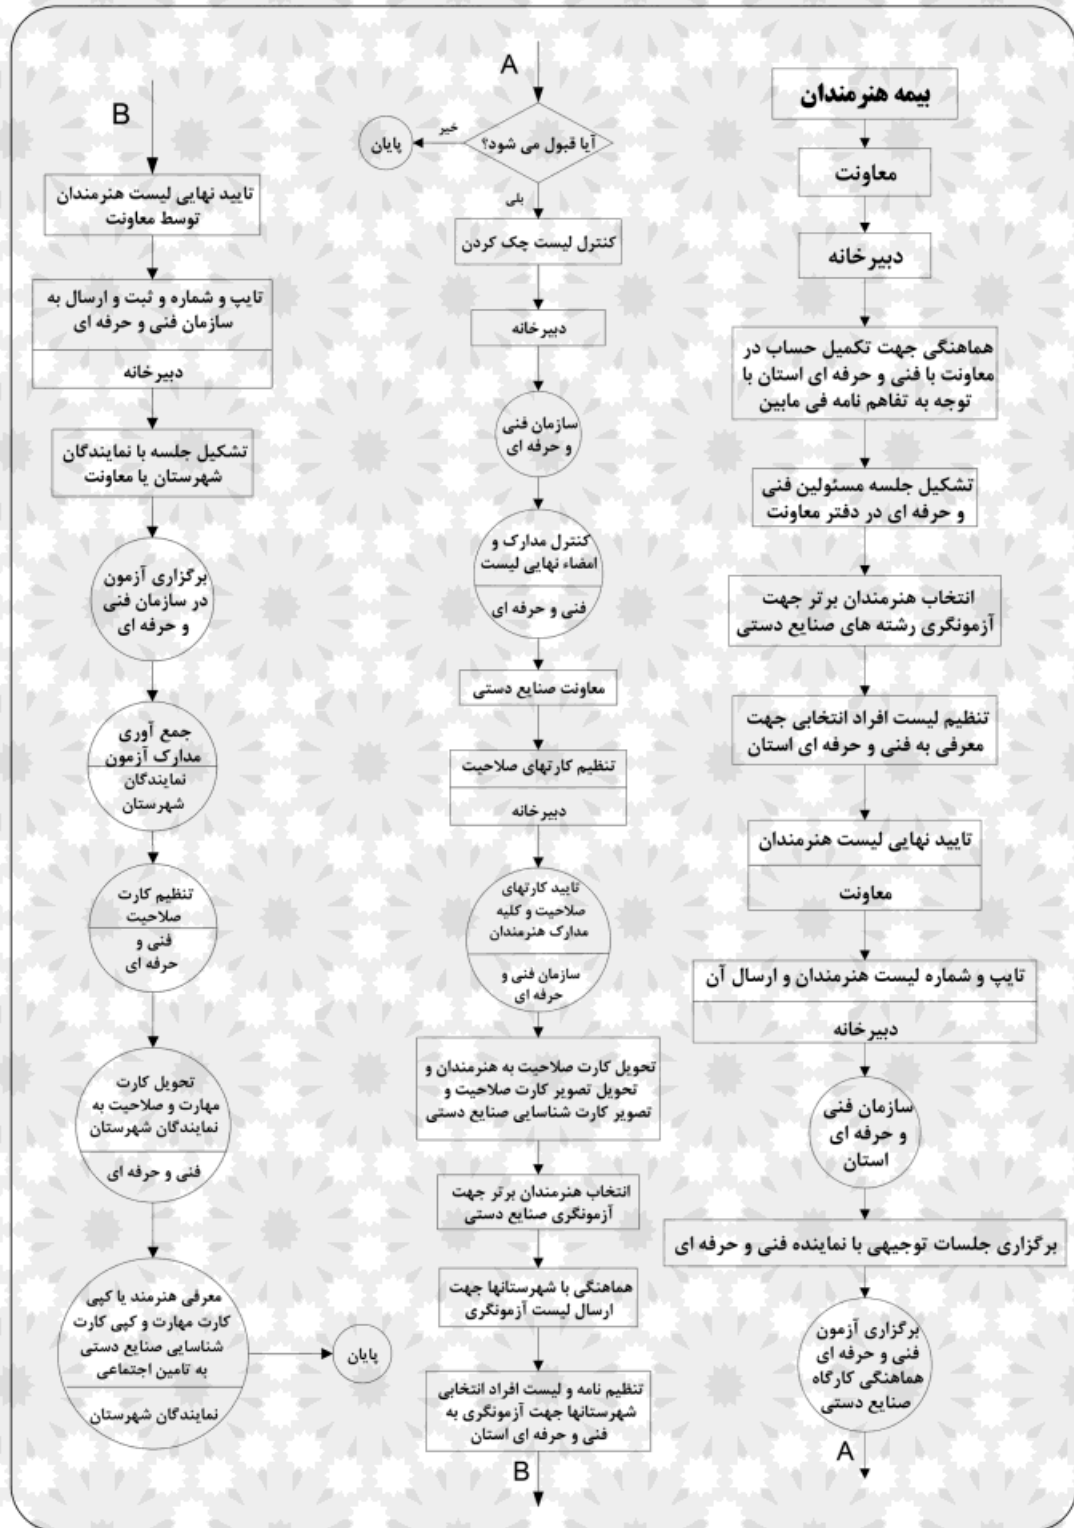 بیمه هنرمندان
معاونت
دبیرخانه
هماهنگی جهت تکمیل حساب در
معاونت با فنی و حرفه ای استان با
توجه به تفاهم نامه فی مابین
تشکیل جلسه مسئولین فنی
و حرفه ای در دفتر معاونت
انتخاب هنرمندان برتر جهت
آزمونگری رشته های صنایع دستی
تنظیم لیست افراد انتخابی جهت
معرفی به فنی و حرفه ای استان
تایید نهایی لیست هنرمندان
معاونت
تایپ و شماره لیست هنرمندان و ارسال آن
دبیرخانه
سازمان فنی
و حرفه ای
استان
برگزاری جلسات توجیهی با نماینده فنی و حرفه ای
برگزاری آزمون
فنی و حرفه ای
هماهنگی کارگاه
صنایع دستی
A
A
آیا قبول می شود؟
خیر
پایان
بلی
کنترل لیست چک کردن
دبیرخانه
سازمان فنی
و حرفه ای
کنترل مدارک و
امضاء نهایی لیست
فنی و حرفه ای
معاونت صنایع دستی
تنظیم کارتهای صلاحیت
دبیرخانه
تایید کارتهای
صلاحیت و کلیه
مدارک هنرمندان
سازمان فنی و
حرفه ای
تحویل کارت صلاحیت به هنرمندان و
تحویل تصویر کارت صلاحیت و
تصویر کارت شناسایی صنایع دستی
انتخاب هنرمندان برتر جهت
آزمونگری صنایع دستی
هماهنگی با شهرستانها جهت
ارسال لیست آزمونگری
تنظیم نامه و لیست افراد انتخابی
شهرستانها جهت آزمونگری به
فنی و حرفه ای استان
B
B
تایید نهایی لیست هنرمندان
توسط معاونت
تایپ و شماره و ثبت و ارسال به
سازمان فنی و حرفه ای
دبیرخانه
تشکیل جلسه با نمایندگان
شهرستان یا معاونت
برگزاری آزمون
در سازمان فنی
و حرفه ای
جمع آوری
مدارک آزمون
نمایندگان
شهرستان
تنظیم کارت
صلاحیت
فنی و
حرفه ای
تحویل کارت
مهارت و صلاحیت به
نمایندگان شهرستان
فنی و حرفه ای
معرفی هنرمند یا کپی
کارت مهارت و کپی کارت
شناسایی صنایع دستی
به تامین اجتماعی
نمایندگان شهرستان
پایان